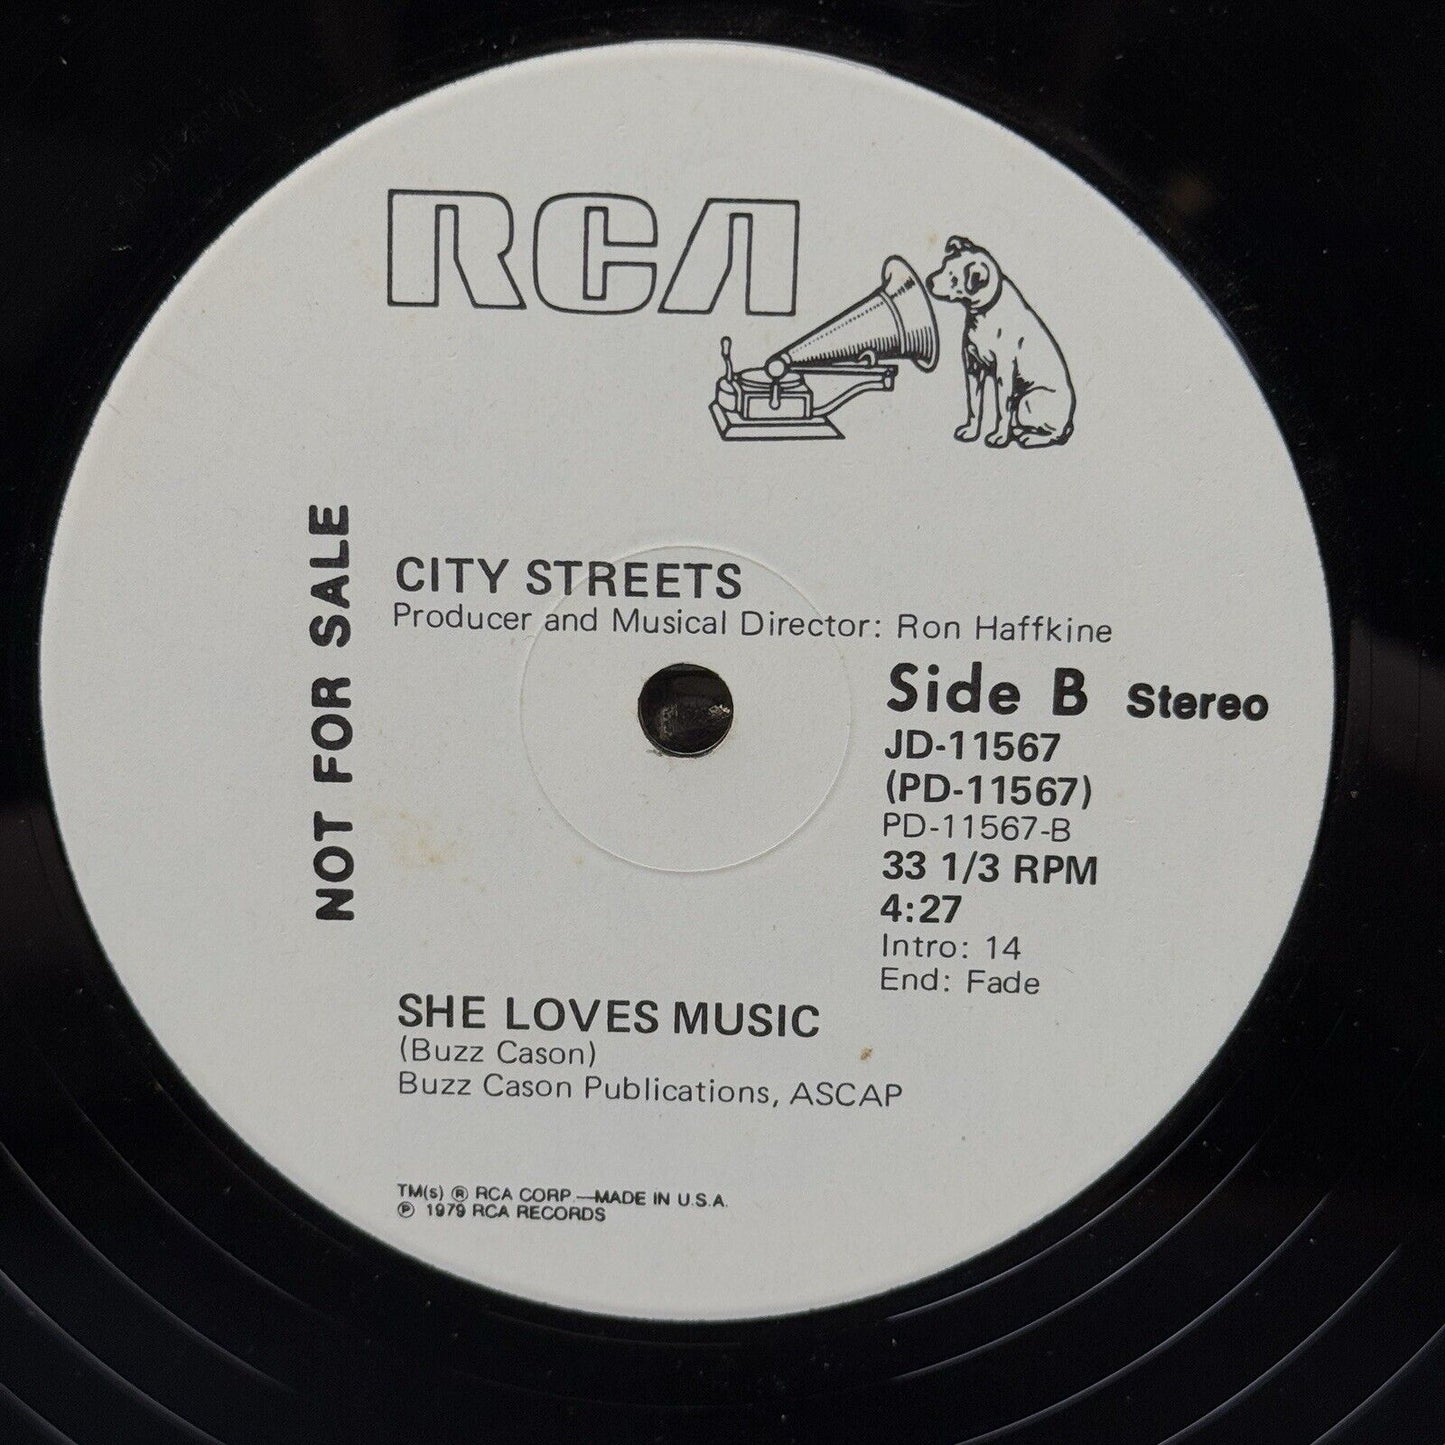 RCA
NOT FOR SALE
CITY STREETS
Producer and Musical Director: Ron Haffkine
Side B Stereo
JD-11567
(PD-11567)
PD-11567-B
33 1/3 RPM
4:27
Intro: 14
End: Fade
SHE LOVES MUSIC
(Buzz Cason)
Buzz Cason Publications, ASCAP
TM(s) ® RCA CORP.—MADE IN U.S.A.
℗ 1979 RCA RECORDS